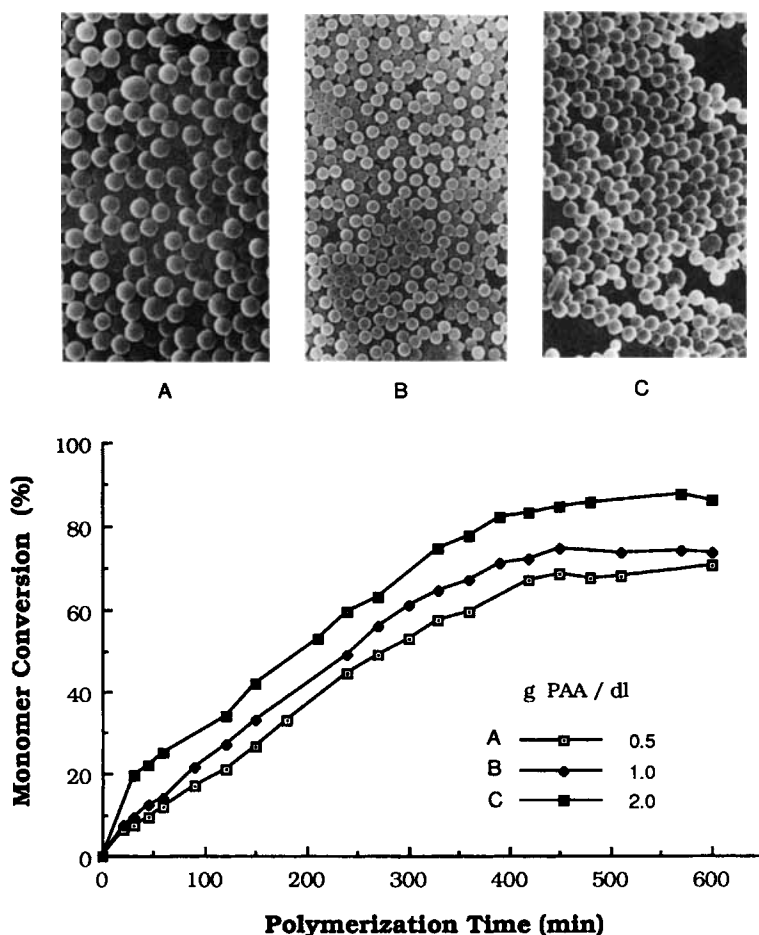 A
B
C
Monomer Conversion (%)
100
80
60
40
20
0
g PAA / dl
A 0.5
B 1.0
C 2.0
0 100 200 300 400 500 600
Polymerization Time (min)